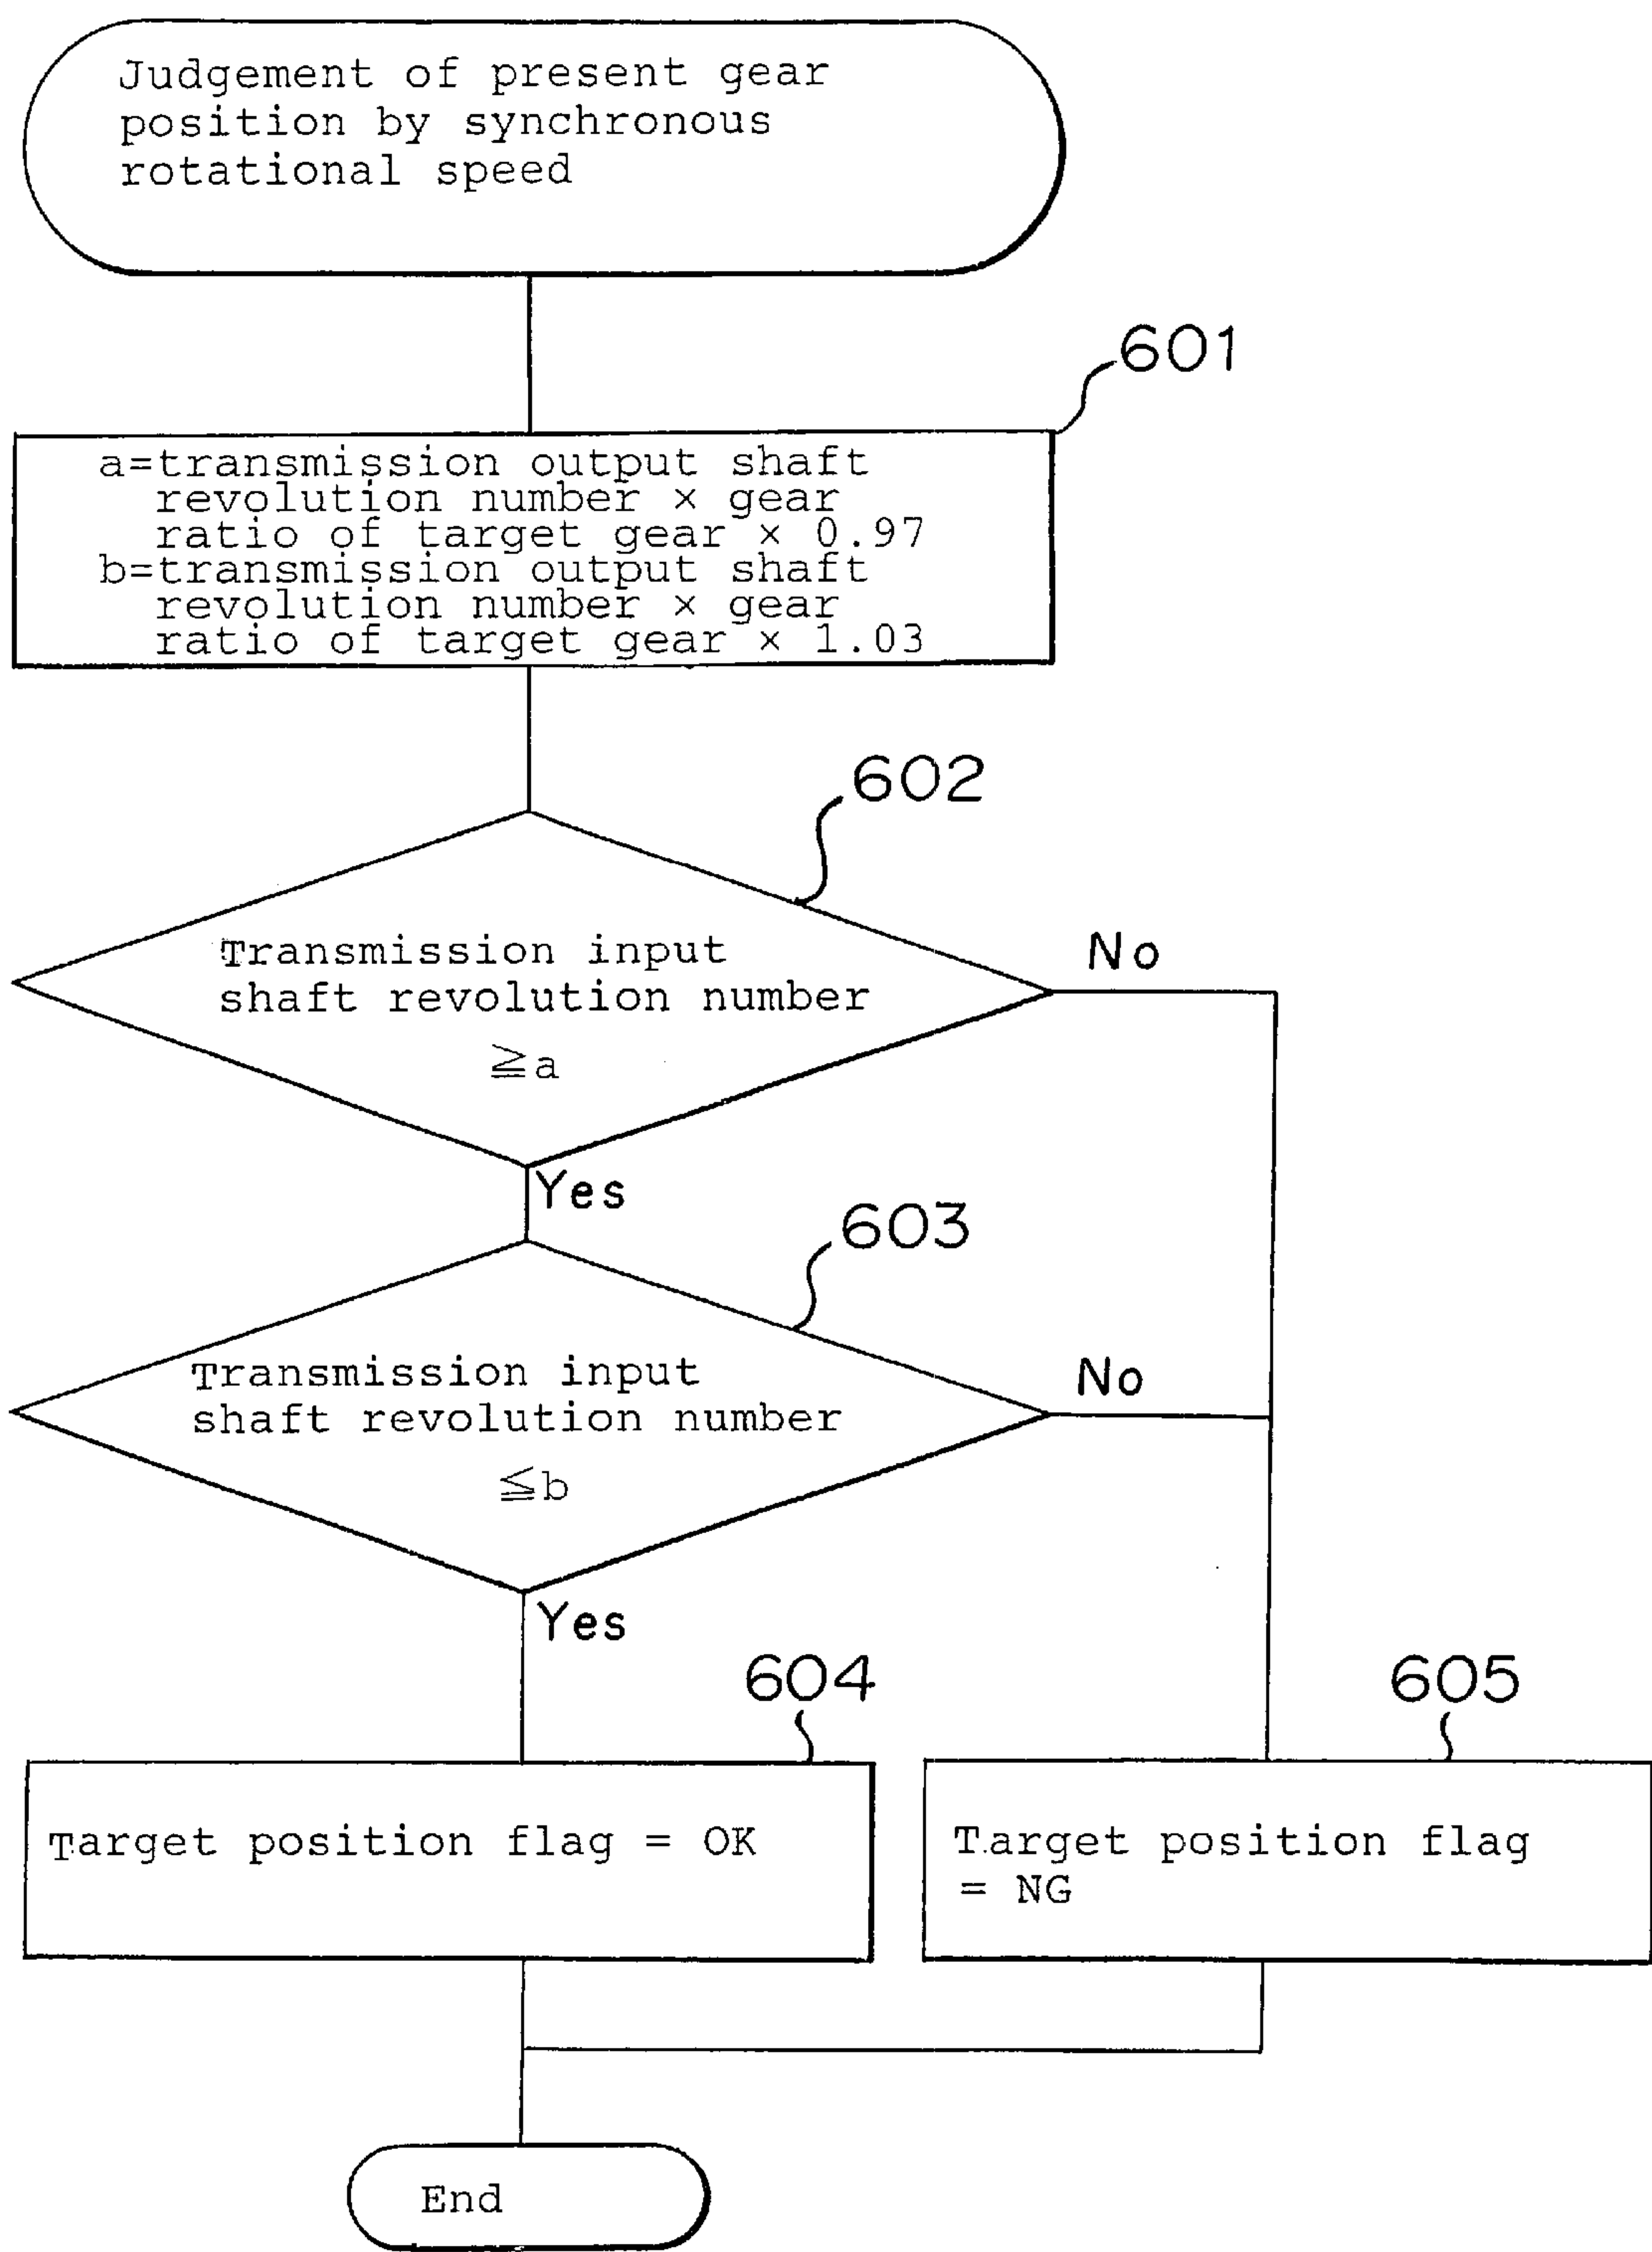 Judgement of present gear
position by synchronous
rotational speed
601
a=transmission output shaft
revolution number × gear
ratio of target gear × 0.97
b=transmission output shaft
revolution number × gear
ratio of target gear × 1.03
602
Transmission input
shaft revolution number
≧a
No
Yes
603
Transmission input
shaft revolution number
≦b
No
Yes
604
Target position flag = OK
605
Target position flag
= NG
End